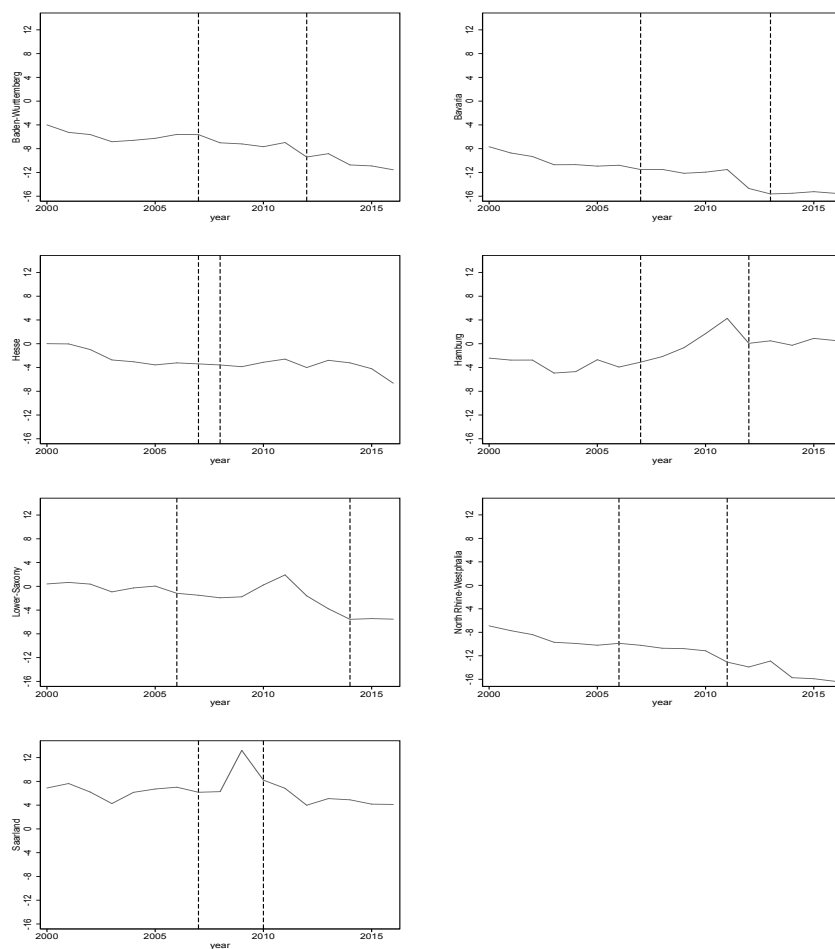 Baden-Wurttemberg
-16 -12 -8 -4 0 4 8 12
2000 2005 2010 2015
year
Bavaria
-16 -12 -8 -4 0 4 8 12
2000 2005 2010 2015
year
Hesse
-16 -12 -8 -4 0 4 8 12
2000 2005 2010 2015
year
Hamburg
-16 -12 -8 -4 0 4 8 12
2000 2005 2010 2015
year
Lower-Saxony
-16 -12 -8 -4 0 4 8 12
2000 2005 2010 2015
year
North Rhine-Westphalia
-16 -12 -8 -4 0 4 8 12
2000 2005 2010 2015
year
Saarland
-16 -12 -8 -4 0 4 8 12
2000 2005 2010 2015
year